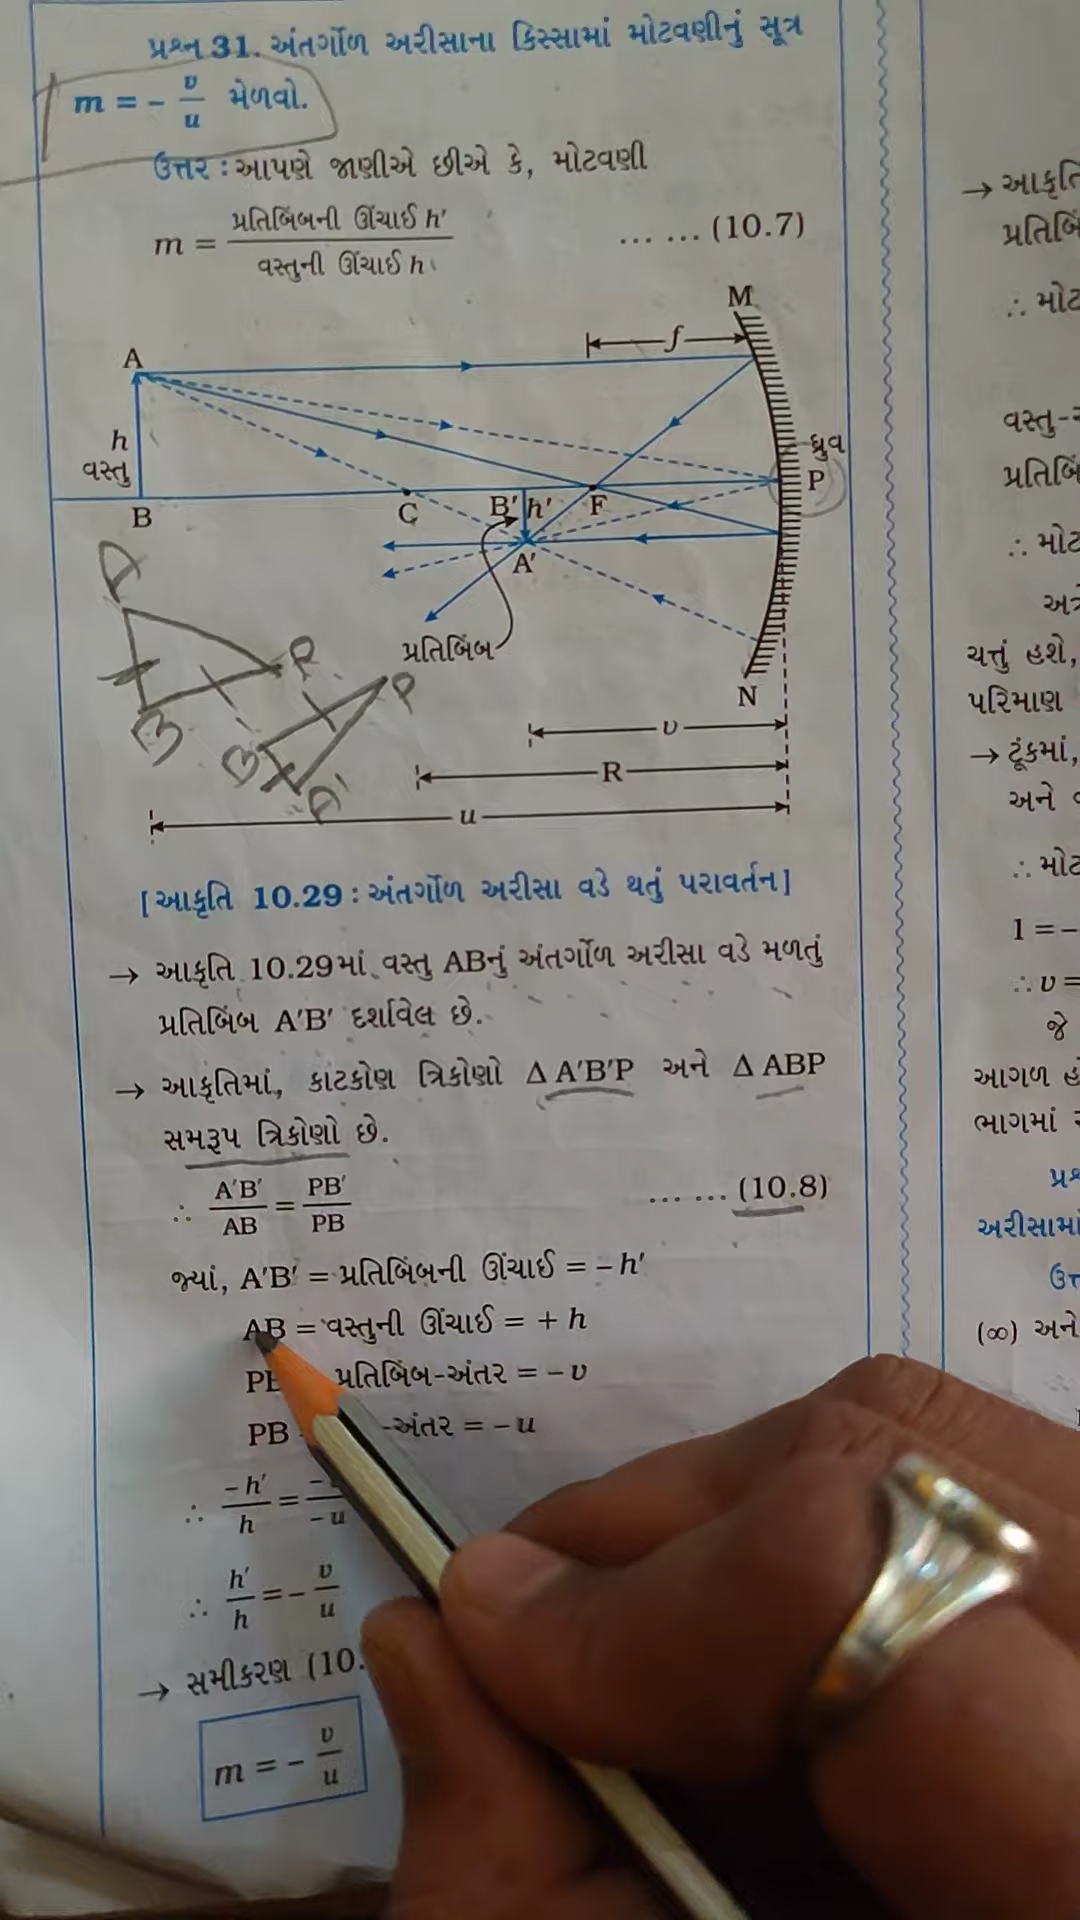 પ્રશ્ન 31. અંતર્ગોળ અરીસાના કિસ્સામાં મોટવણીનું સૂત્ર
m = - v/u મેળવો.
ઉત્તર : આપણે જાણીએ છીએ કે, મોટવણી
m = પ્રતિબિંબની ઊંચાઈ h' / વસ્તુની ઊંચાઈ h ... ... (10.7)
M
f
A
h
વસ્તુ
ધ્રુવ
P
B
C
B'
h'
F
A'
પ્રતિબિંબ
N
υ
R
u
A
B
P
B
P
A'
[આકૃતિ 10.29 : અંતર્ગોળ અરીસા વડે થતું પરાવર્તન]
→ આકૃતિ 10.29માં વસ્તુ ABનું અંતર્ગોળ અરીસા વડે મળતું
પ્રતિબિંબ A'B' દર્શાવેલ છે.
→ આકૃતિમાં, કાટકોણ ત્રિકોણો Δ A'B'P અને Δ ABP
સમરૂપ ત્રિકોણો છે.
∴ A'B'/AB = PB'/PB ... ... (10.8)
જ્યાં, A'B' = પ્રતિબિંબની ઊંચાઈ = – h'
AB = વસ્તુની ઊંચાઈ = + h
પ્રતિબિંબ-અંતર = – υ
PB -અંતર = – u
∴ – h'/h = – u
∴ h'/h = – υ/u
→ સમીકરણ (10.
m = – υ/u
→ આકૃતિ
∴ મોટ
વસ્તુ-
∴ મોટ
ચત્તું હશે,
પરિમાણ
→ ટૂંકમાં,
અને
∴ મોટ
1 = –
∴ υ =
જે
આગળ
અરીસામાં
(∞) અને